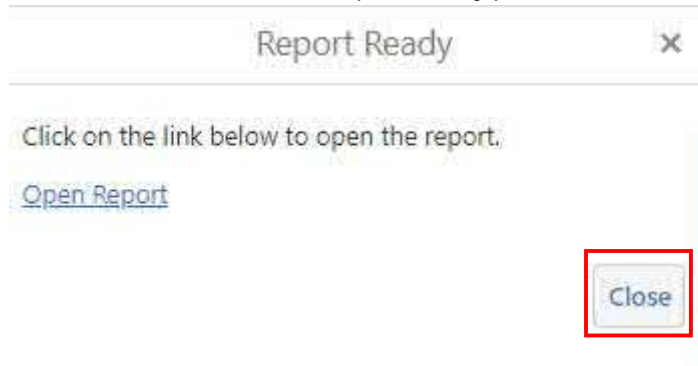 Report Ready ×
Click on the link below to open the report.
Open Report
Close